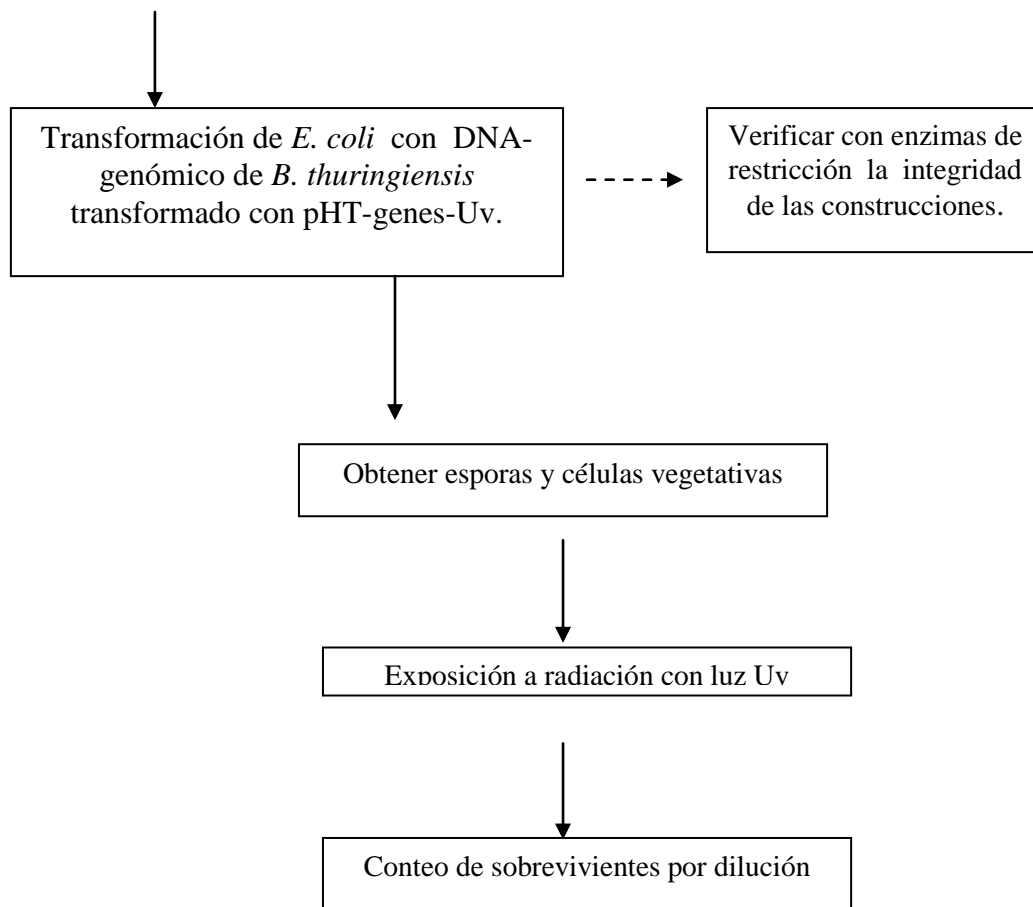 Transformación de E. coli con DNA-
genómico de B. thuringiensis
transformado con pHT-genes-Uv.
Verificar con enzimas de
restricción la integridad
de las construcciones.
Obtener esporas y células vegetativas
Exposición a radiación con luz Uv
Conteo de sobrevivientes por dilución